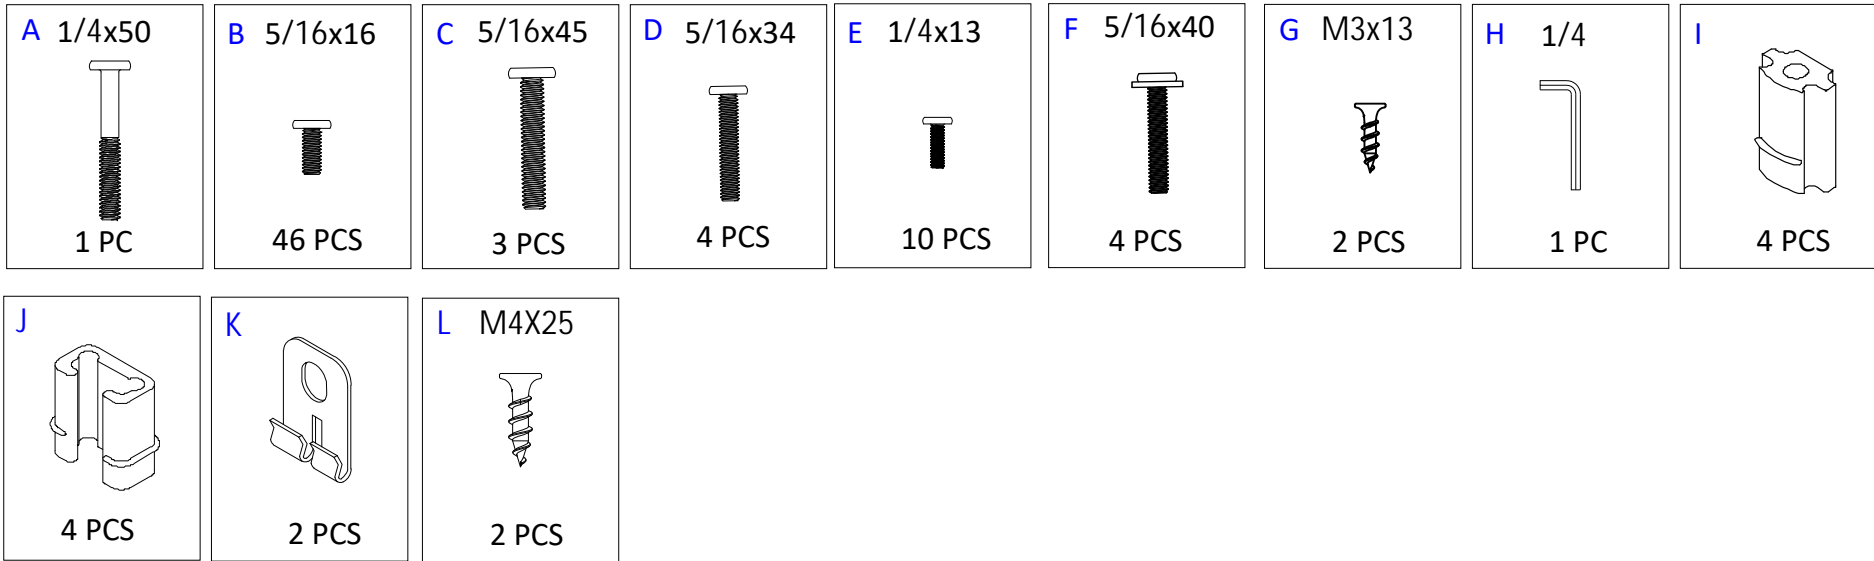 A 1/4x50
1 PC
B 5/16x16
46 PCS
C 5/16x45
3 PCS
D 5/16x34
4 PCS
E 1/4x13
10 PCS
F 5/16x40
4 PCS
G M3x13
2 PCS
H 1/4
1 PC
I
4 PCS
J
4 PCS
K
2 PCS
L M4X25
2 PCS